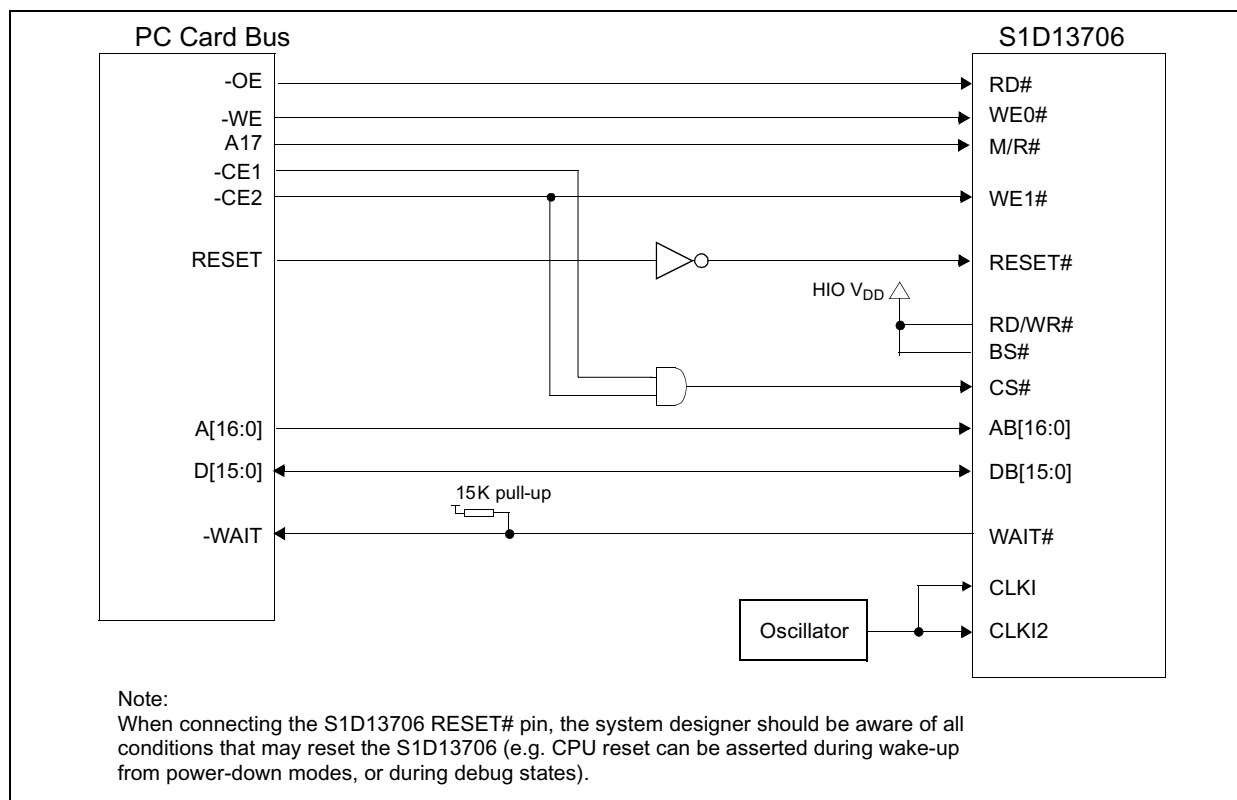 PC Card Bus
S1D13706
-OE
RD#
-WE
WE0#
A17
M/R#
-CE1
-CE2
WE1#
RESET
RESET#
HIO VDD
RD/WR#
BS#
CS#
A[16:0]
AB[16:0]
D[15:0]
DB[15:0]
15K pull-up
-WAIT
WAIT#
CLKI
Oscillator
CLKI2
Note:
When connecting the S1D13706 RESET# pin, the system designer should be aware of all
conditions that may reset the S1D13706 (e.g. CPU reset can be asserted during wake-up
from power-down modes, or during debug states).